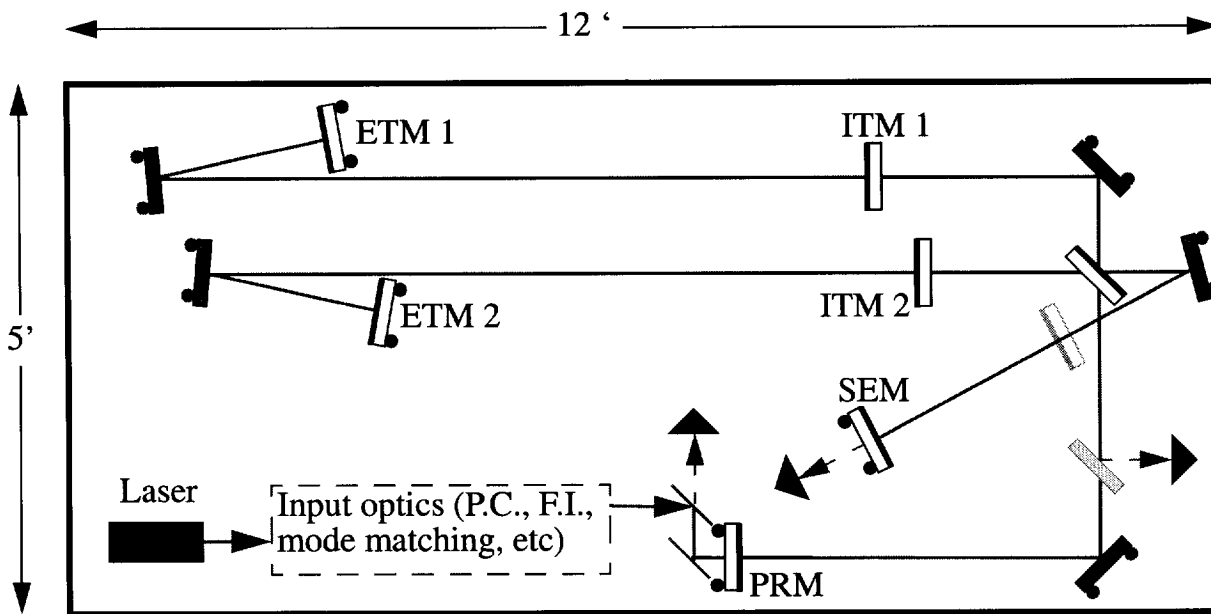 12 ‘
ETM 1
ITM 1
5’
ETM 2
ITM 2
SEM
Laser
Input optics (P.C., F.I.,
mode matching, etc)
PRM